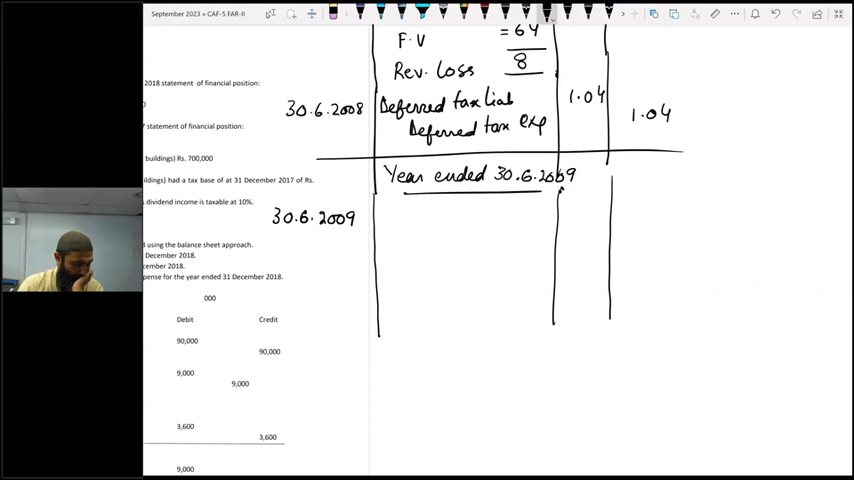 September 2023 » CAF-5 FAR-II
F.V = 64
Rev. Loss 8
30.6.2008 Deferred tax liab 1.04
Deferred tax exp 1.04
Year ended 30.6.2009
30.6.2009
2018 statement of financial position:
0
7 statement of financial position:
buildings) Rs. 700,000
ildings) had a tax base of at 31 December 2017 of Rs.
s dividend income is taxable at 10%.
8 using the balance sheet approach.
December 2018.
cember 2018.
pense for the year ended 31 December 2018.
000
Debit Credit
90,000
90,000
9,000
9,000
3,600
3,600
9,000